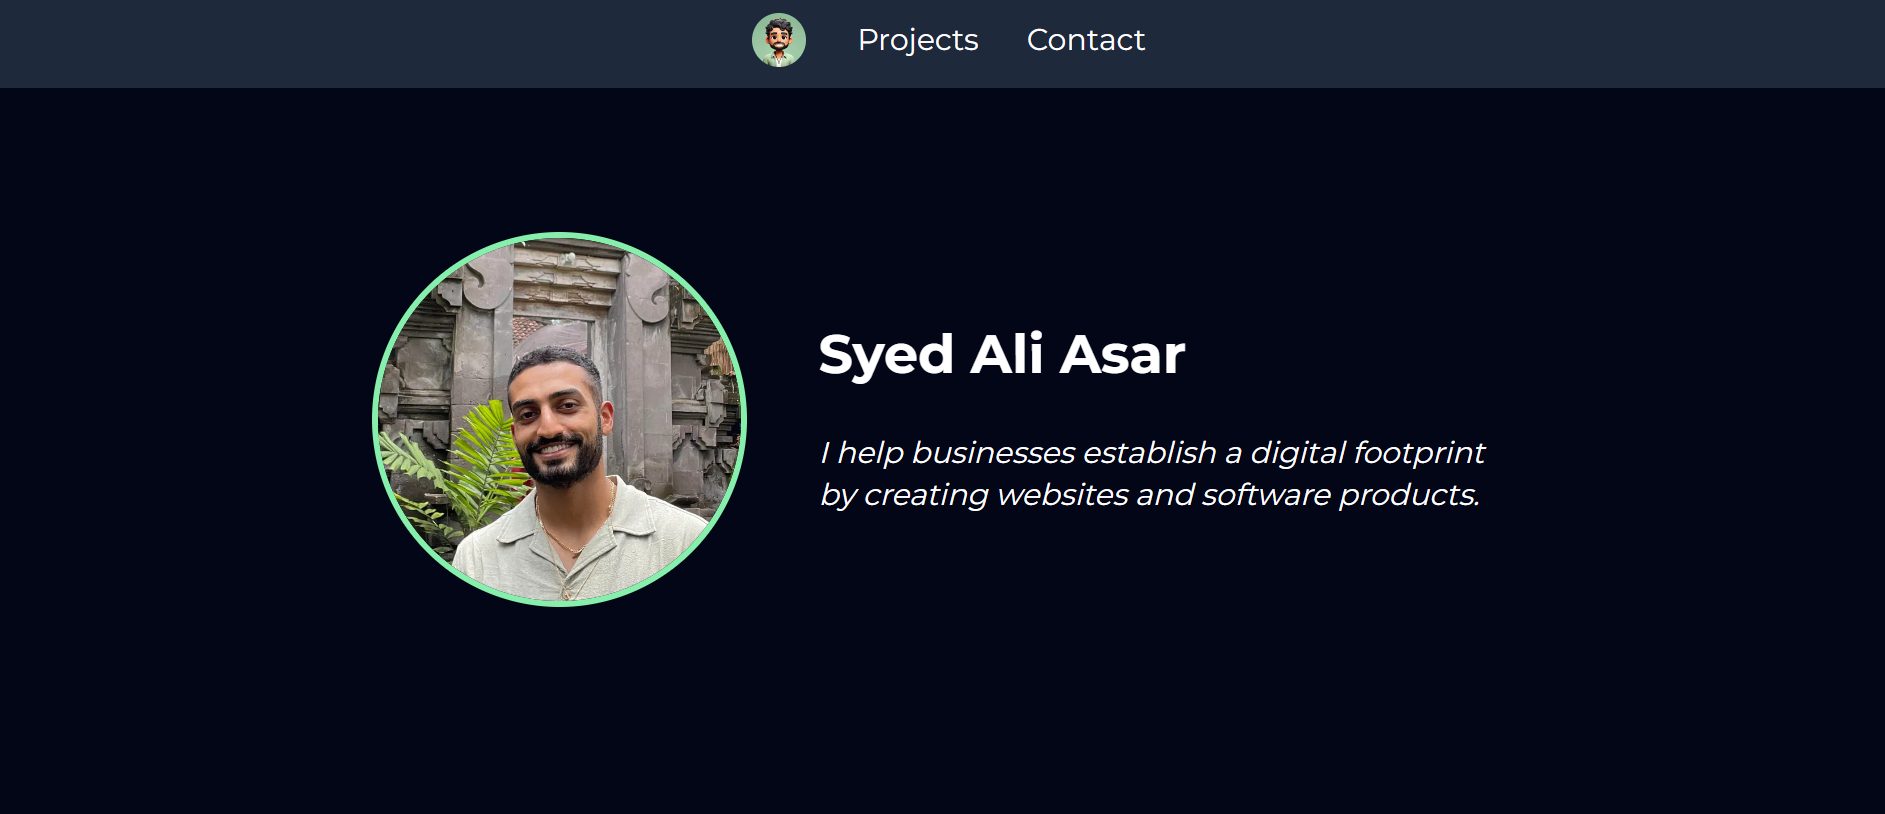 Projects Contact
Syed Ali Asar
I help businesses establish a digital footprint
by creating websites and software products.